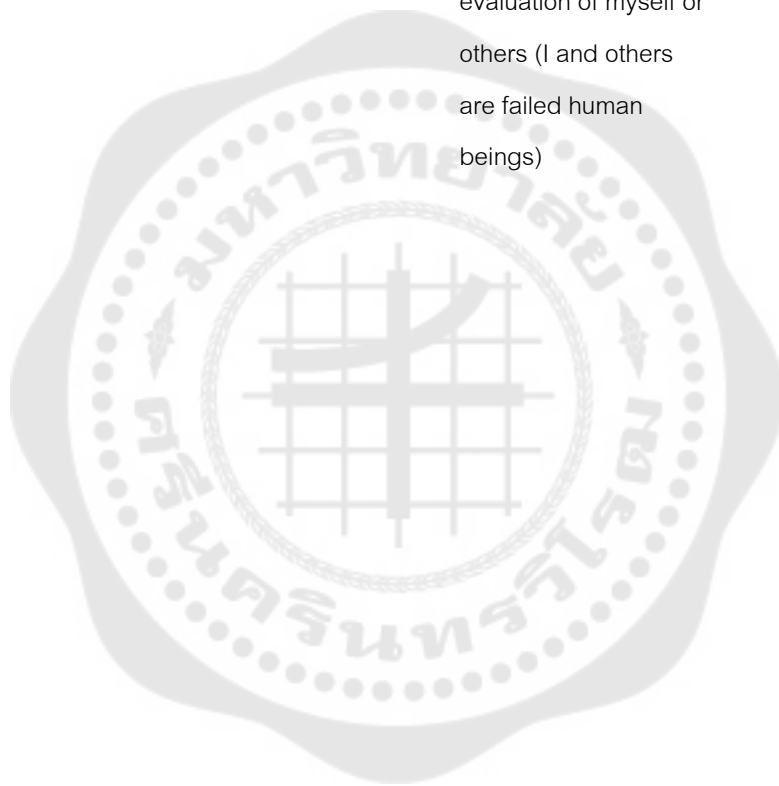 evaluation of myself or
others (I and others
are failed human
beings)
มหาวิทยาลัย
ศรีนครินทรวิโรฒ